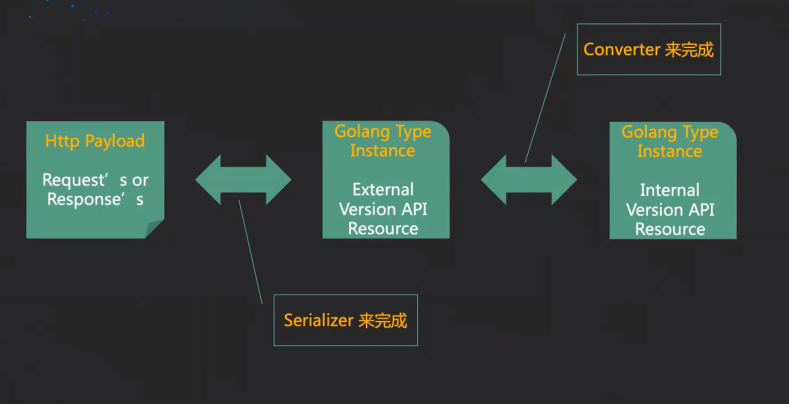 Converter 来完成
Http Payload
Request’s or
Response’s
Golang Type
Instance
External
Version API
Resource
Golang Type
Instance
Internal
Version API
Resource
Serializer 来完成